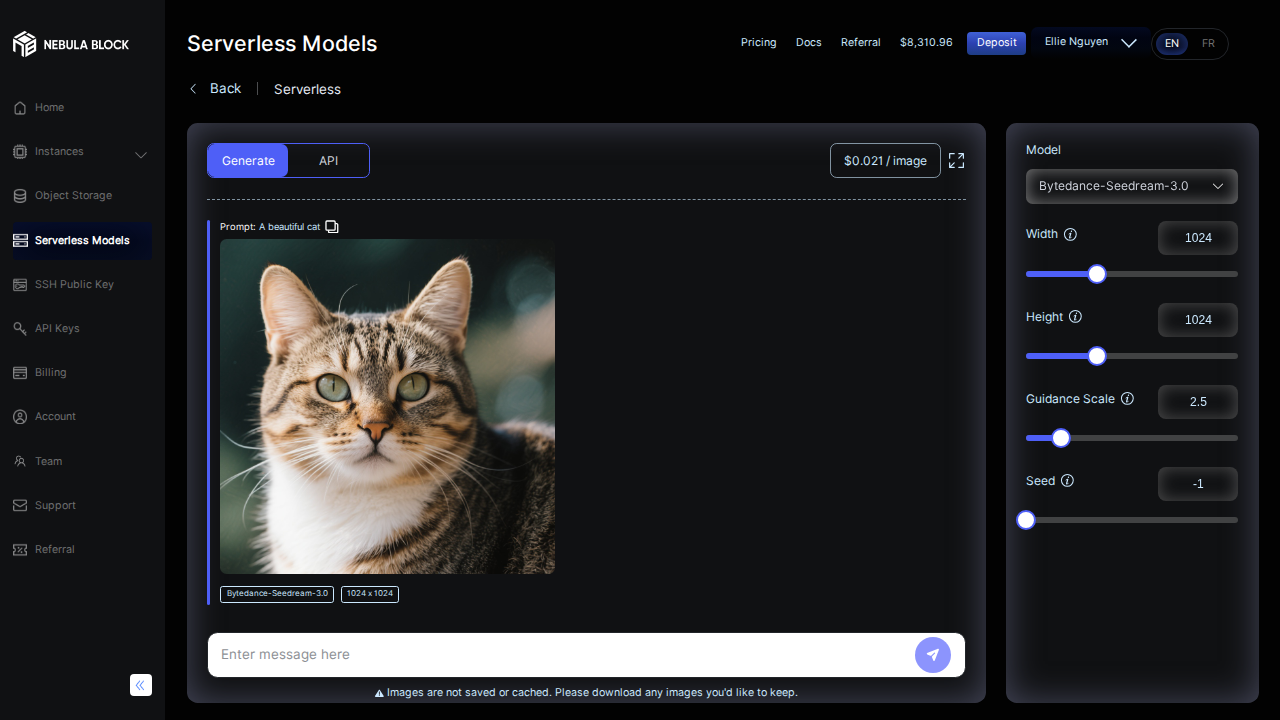 NEBULA BLOCK
Home
Instances
Object Storage
Serverless Models
SSH Public Key
API Keys
Billing
Account
Team
Support
Referral
Serverless Models
Pricing
Docs
Referral
$8,310.96
Deposit
Ellie Nguyen
EN
FR
Back
Serverless
Generate
API
$0.021 / image
Prompt: A beautiful cat
Bytedance-Seedream-3.0
1024 x 1024
Enter message here
Images are not saved or cached. Please download any images you'd like to keep.
Model
Bytedance-Seedream-3.0
Width
1024
Height
1024
Guidance Scale
2.5
Seed
-1